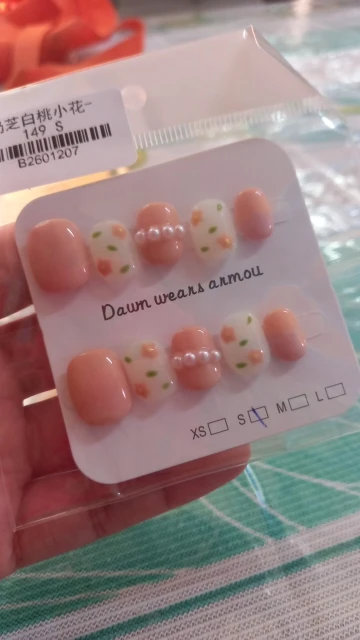 芝白桃小花-
149 S
B2601207
Dawn wears armou
XS S M L